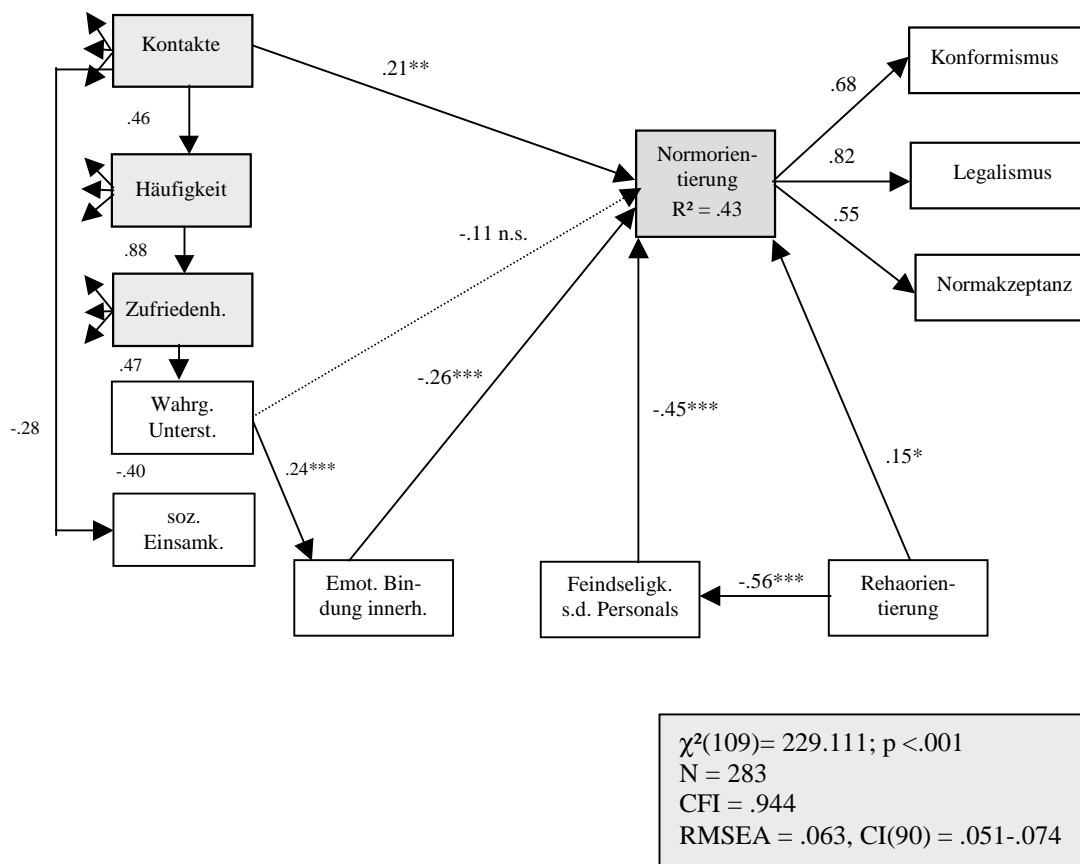 Kontakte
.21**
.68
Konformismus
.46
Häufigkeit
Normorien-
tierung
R² = .43
.82
Legalismus
.55
.88
-.11 n.s.
Zufriedenh.
Normakzeptanz
.47
-.26***
-.45***
Wahrg.
Unterst.
-.28
.24***
.15*
-.40
soz.
Einsamk.
Emot. Bin-
dung innerh.
Feindseligk.
s.d. Personals
-.56***
Rehaorien-
tierung
χ²(109)= 229.111; p <.001
N = 283
CFI = .944
RMSEA = .063, CI(90) = .051-.074